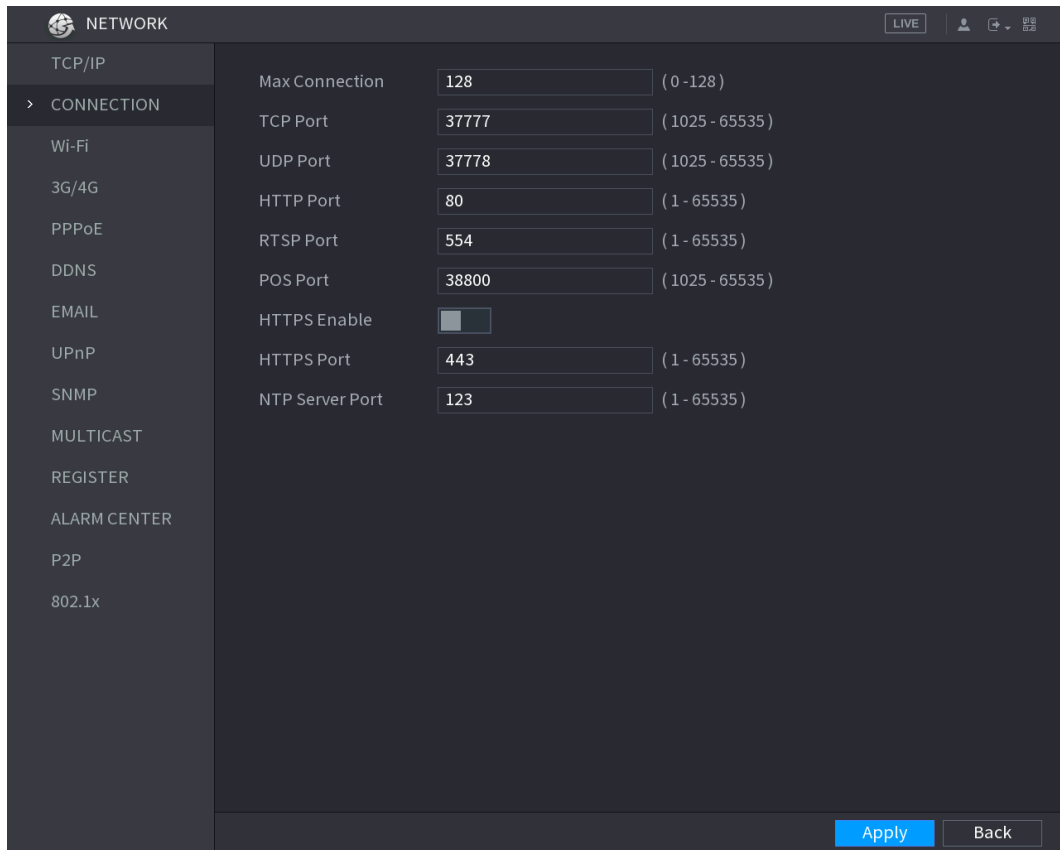 NETWORK
LIVE
TCP/IP
CONNECTION
Wi-Fi
3G/4G
PPPoE
DDNS
EMAIL
UPnP
SNMP
MULTICAST
REGISTER
ALARM CENTER
P2P
802.1x
Max Connection 128 ( 0 -128 )
TCP Port 37777 ( 1025 - 65535 )
UDP Port 37778 ( 1025 - 65535 )
HTTP Port 80 ( 1 - 65535 )
RTSP Port 554 ( 1 - 65535 )
POS Port 38800 ( 1025 - 65535 )
HTTPS Enable
HTTPS Port 443 ( 1 - 65535 )
NTP Server Port 123 ( 1 - 65535 )
Apply Back